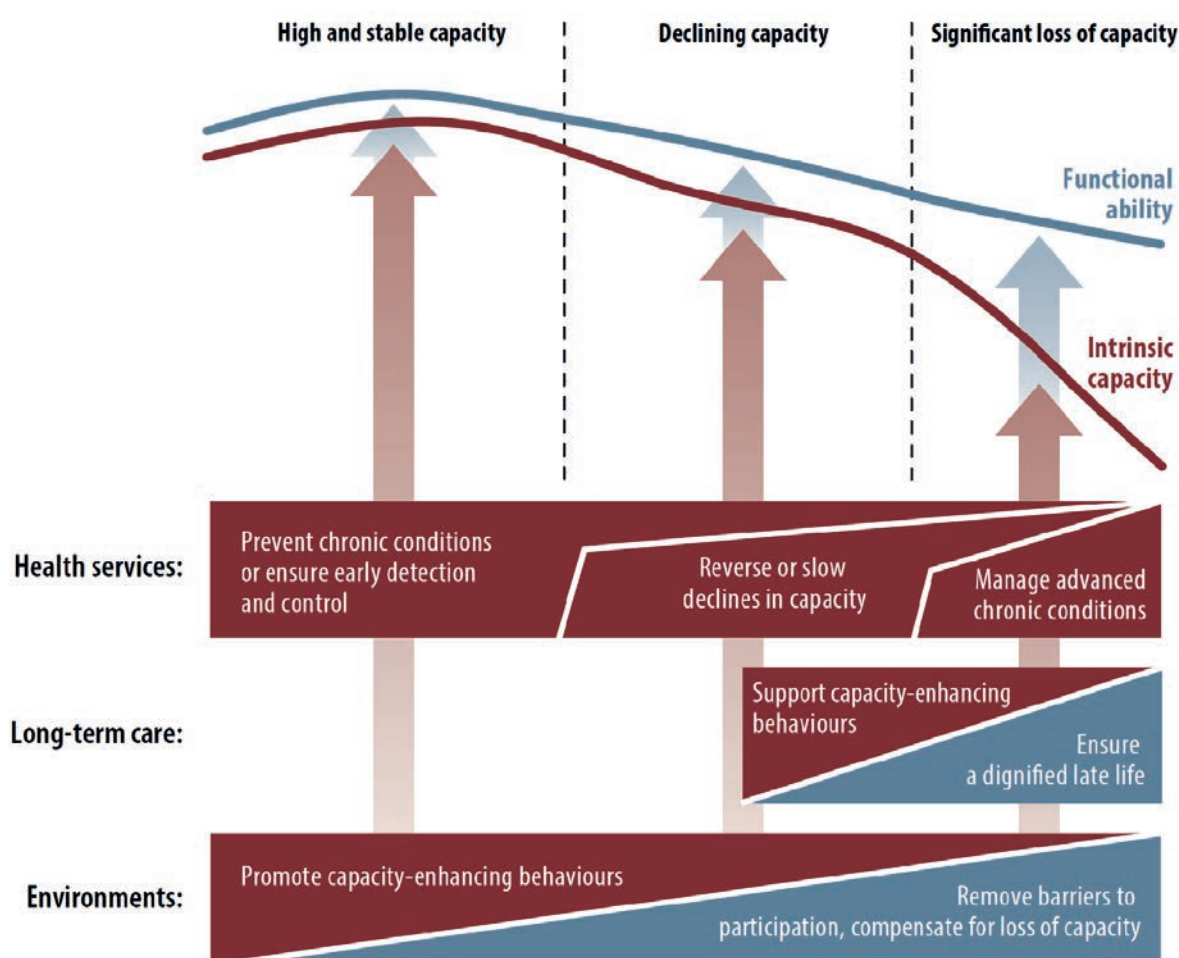 High and stable capacity
Declining capacity
Significant loss of capacity
Functional
ability
Intrinsic
capacity
Health services:
Prevent chronic conditions
or ensure early detection
and control
Reverse or slow
declines in capacity
Manage advanced
chronic conditions
Long-term care:
Support capacity-enhancing
behaviours
Ensure
a dignified late life
Environments:
Promote capacity-enhancing behaviours
Remove barriers to
participation, compensate for loss of capacity